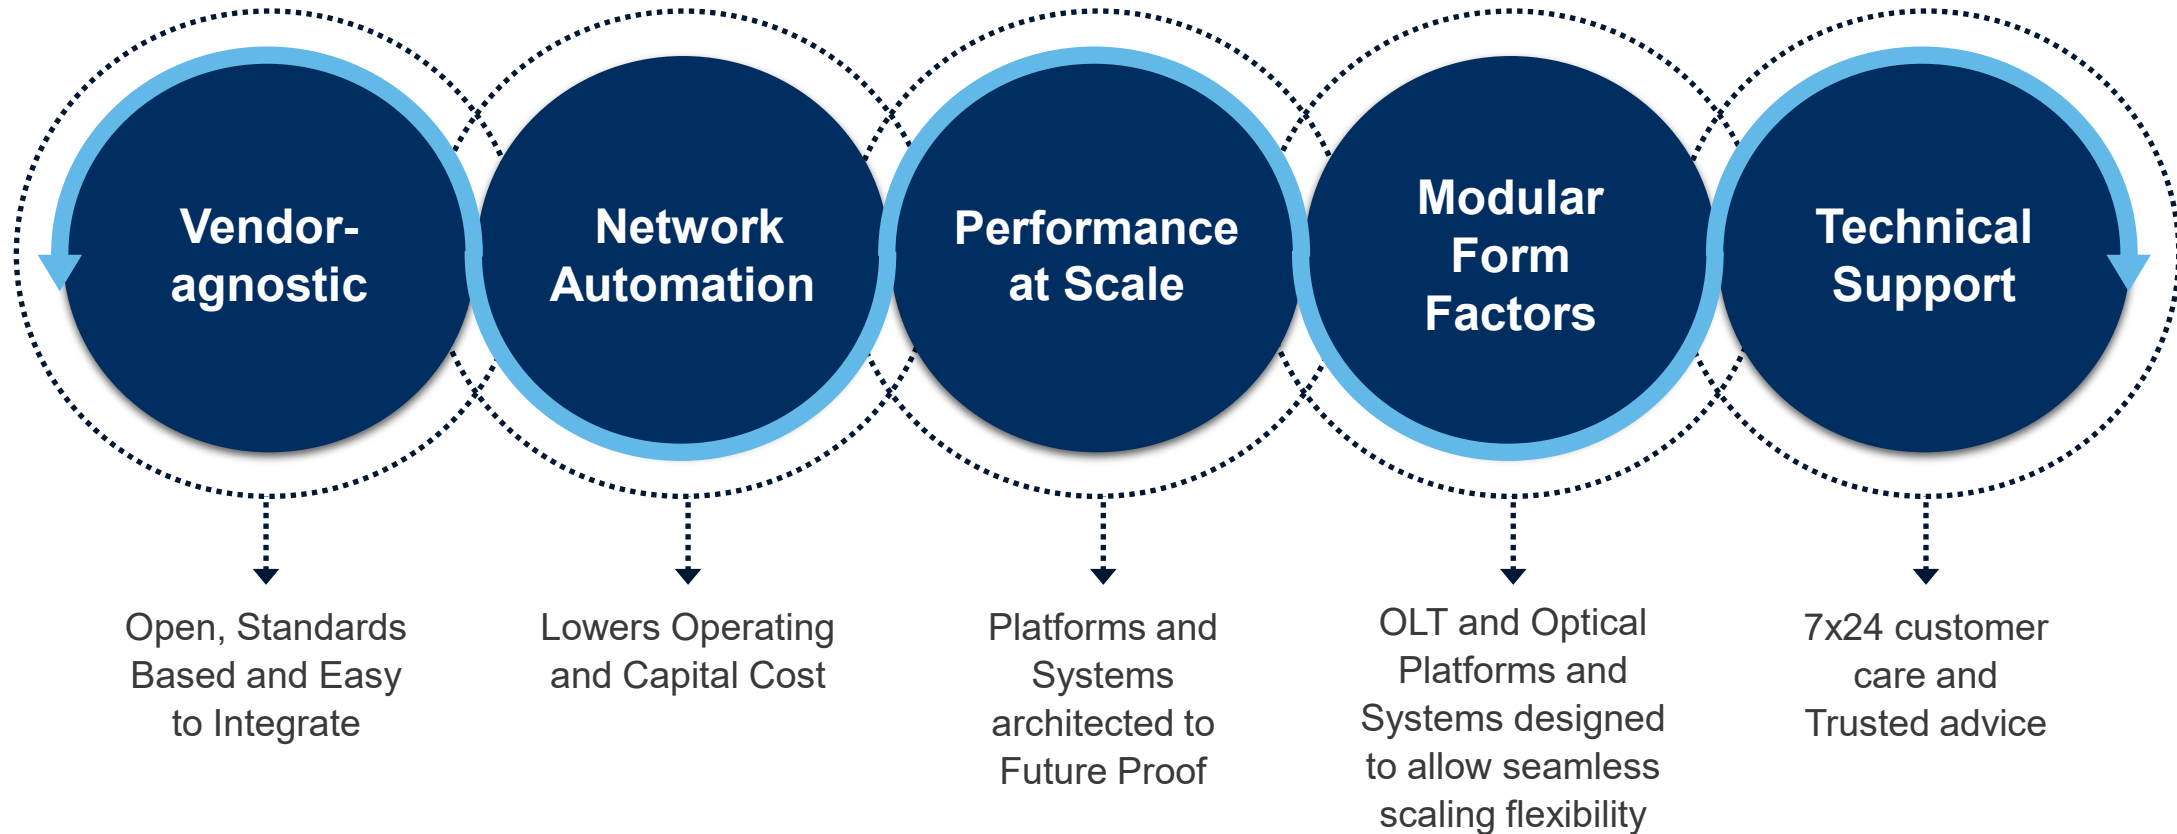 Vendor-
agnostic
Network
Automation
Performance
at Scale
Modular
Form
Factors
Technical
Support
Open, Standards
Based and Easy
to Integrate
Lowers Operating
and Capital Cost
Platforms and
Systems
architected to
Future Proof
OLT and Optical
Platforms and
Systems designed
to allow seamless
scaling flexibility
7x24 customer
care and
Trusted advice